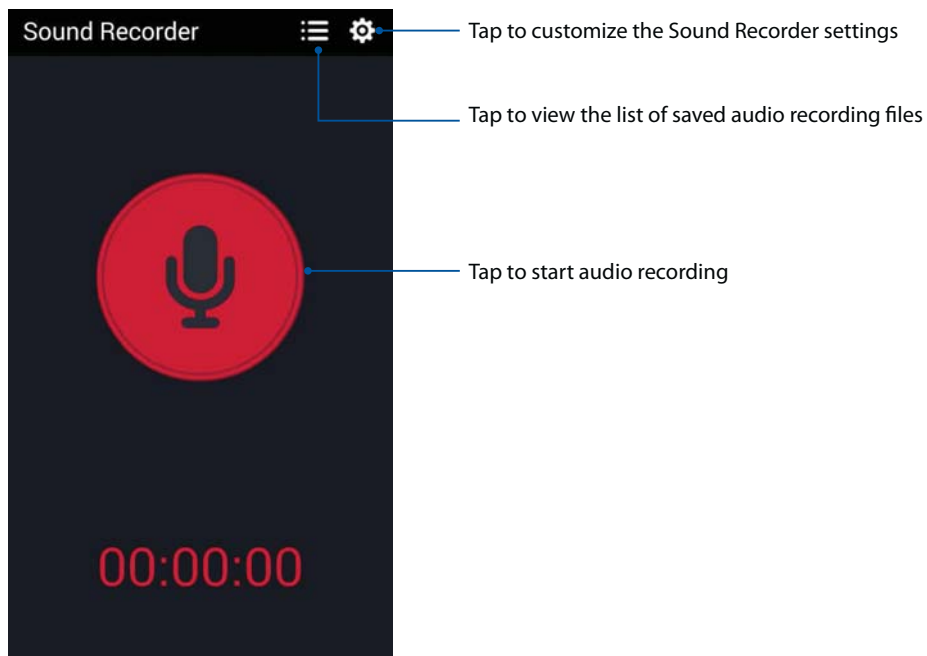 Sound Recorder
Tap to customize the Sound Recorder settings
Tap to view the list of saved audio recording files
Tap to start audio recording
00:00:00